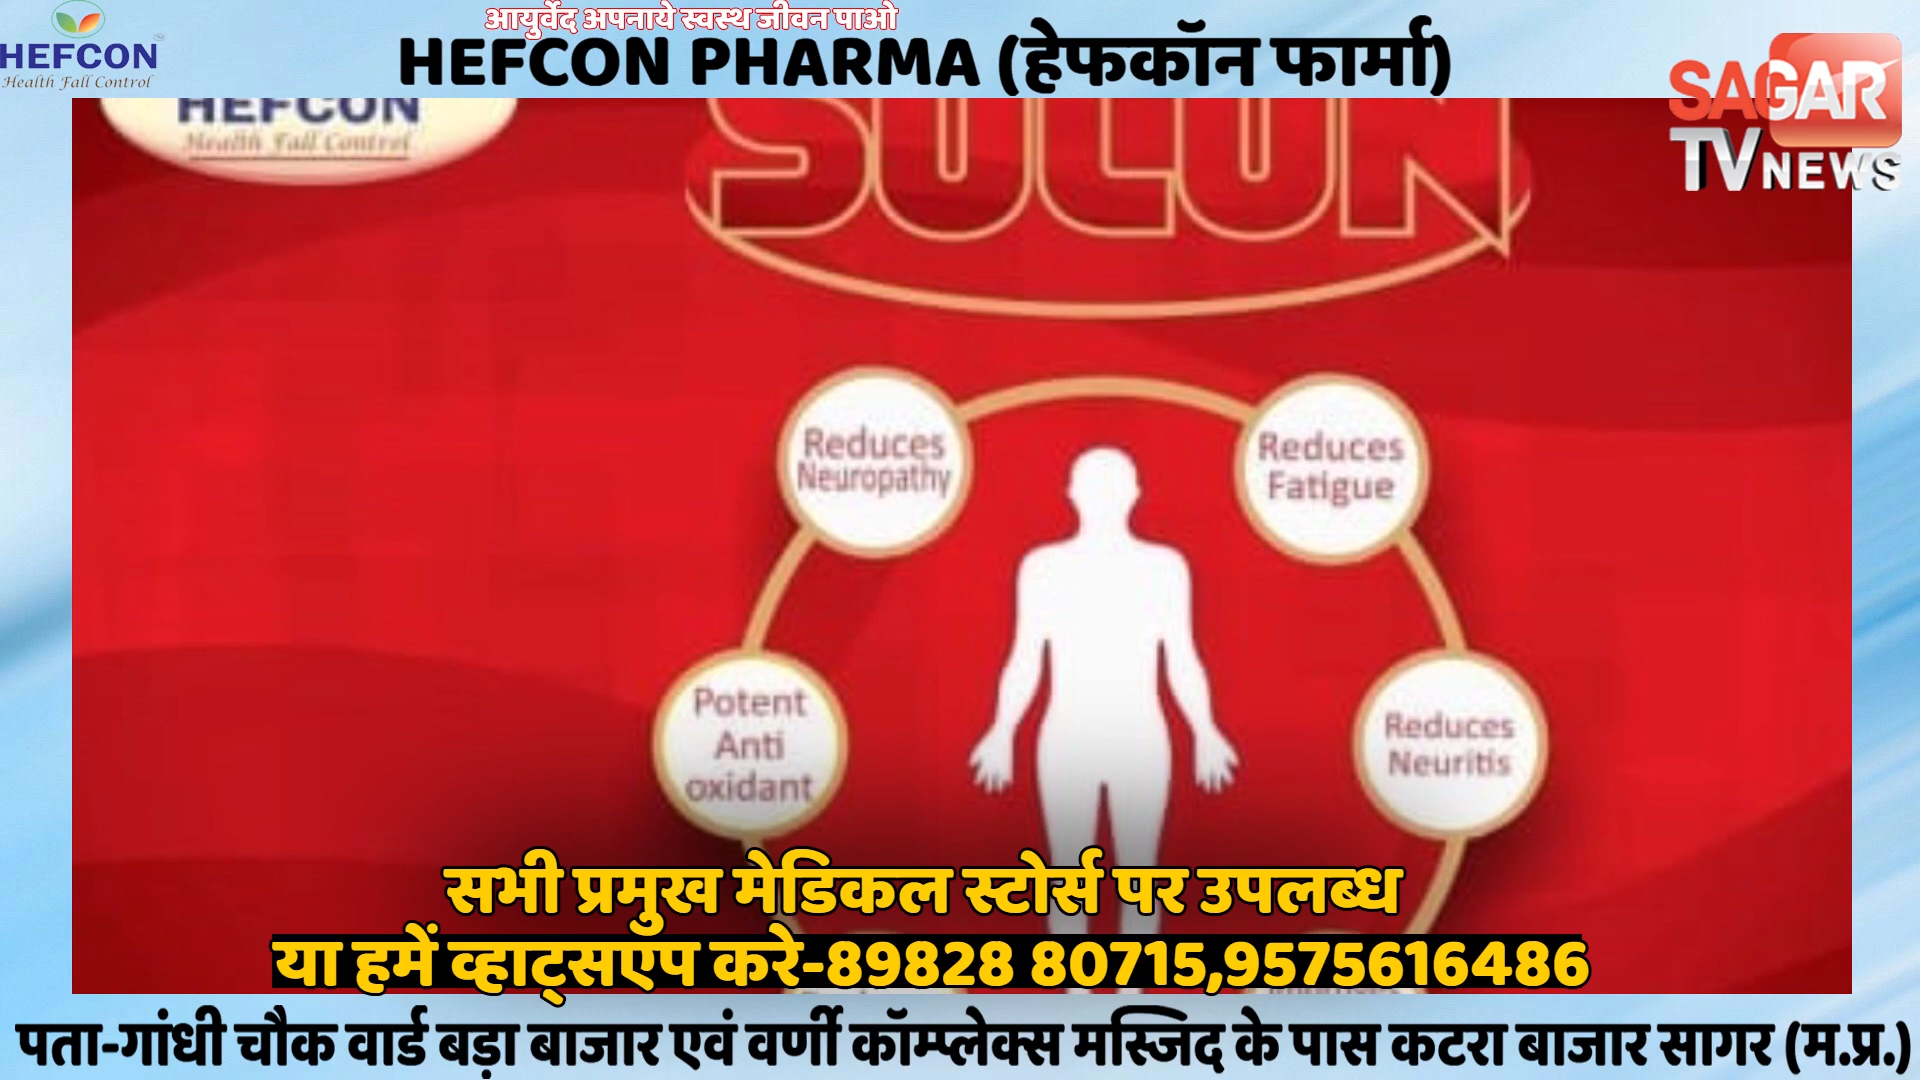 आयुर्वेद अपनाये स्वस्थ जीवन पाओ
HEFCON
Health Fall Control
HEFCON PHARMA (हेफकॉन फार्मा)
SAGAR
TV NEWS
HEFCON
Health Fall Control
Reduces
Neuropathy
Reduces
Fatigue
Potent
Anti
oxidant
Reduces
Neuritis
सभी प्रमुख मेडिकल स्टोर्स पर उपलब्ध
या हमें व्हाट्सएप करे-89828 80715,9575616486
पता-गांधी चौक वार्ड बड़ा बाजार एवं वर्णी कॉम्प्लेक्स मस्जिद के पास कटरा बाजार सागर (म.प्र.)